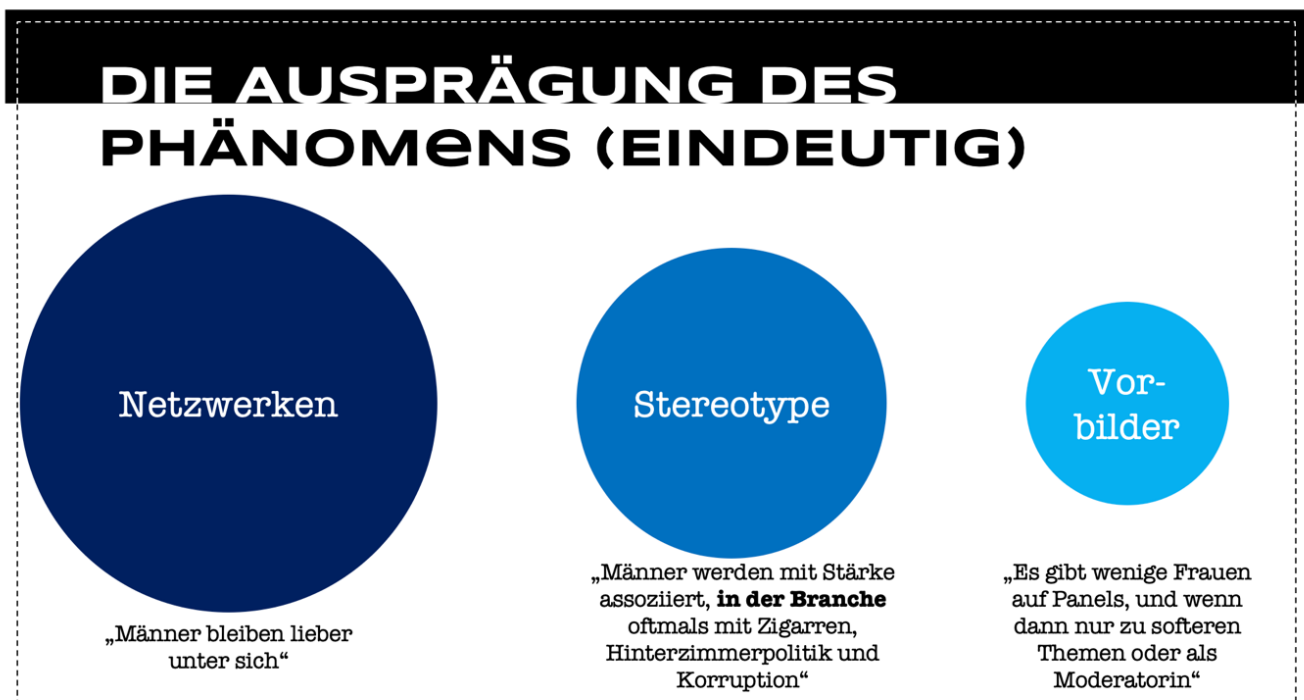 DIE AUSPRÄGUNG DES
PHÄNOMeNS (EINDEUTIG)
Netzwerken
„Männer bleiben lieber
unter sich“
Stereotype
„Männer werden mit Stärke
assoziiert, in der Branche
oftmals mit Zigarren,
Hinterzimmerpolitik und
Korruption“
Vor-
bilder
„Es gibt wenige Frauen
auf Panels, und wenn
dann nur zu softeren
Themen oder als
Moderatorin“